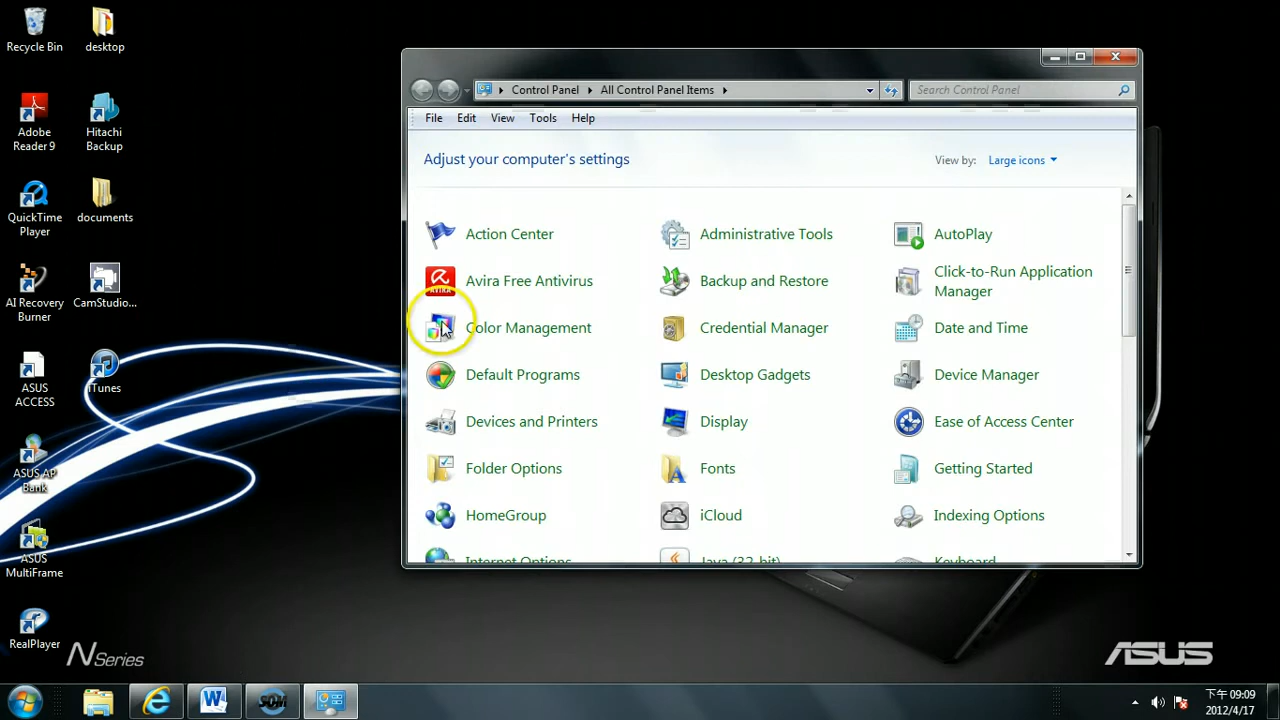 Recycle Bin
desktop
Adobe
Reader 9
Hitachi
Backup
QuickTime
Player
documents
AI Recovery
Burner
CamStudio...
ASUS
ACCESS
iTunes
ASUS AP
Bank
ASUS
MultiFrame
RealPlayer
N Series
ASUS
Control Panel
All Control Panel Items
Search Control Panel
File Edit View Tools Help
Adjust your computer's settings
View by: Large icons
Action Center
Administrative Tools
AutoPlay
Avira Free Antivirus
Backup and Restore
Click-to-Run Application
Manager
Color Management
Credential Manager
Date and Time
Default Programs
Desktop Gadgets
Device Manager
Devices and Printers
Display
Ease of Access Center
Folder Options
Fonts
Getting Started
HomeGroup
iCloud
Indexing Options
Internet Options
Java (32-bit)
Keyboard
下午 09:09
2012/4/17